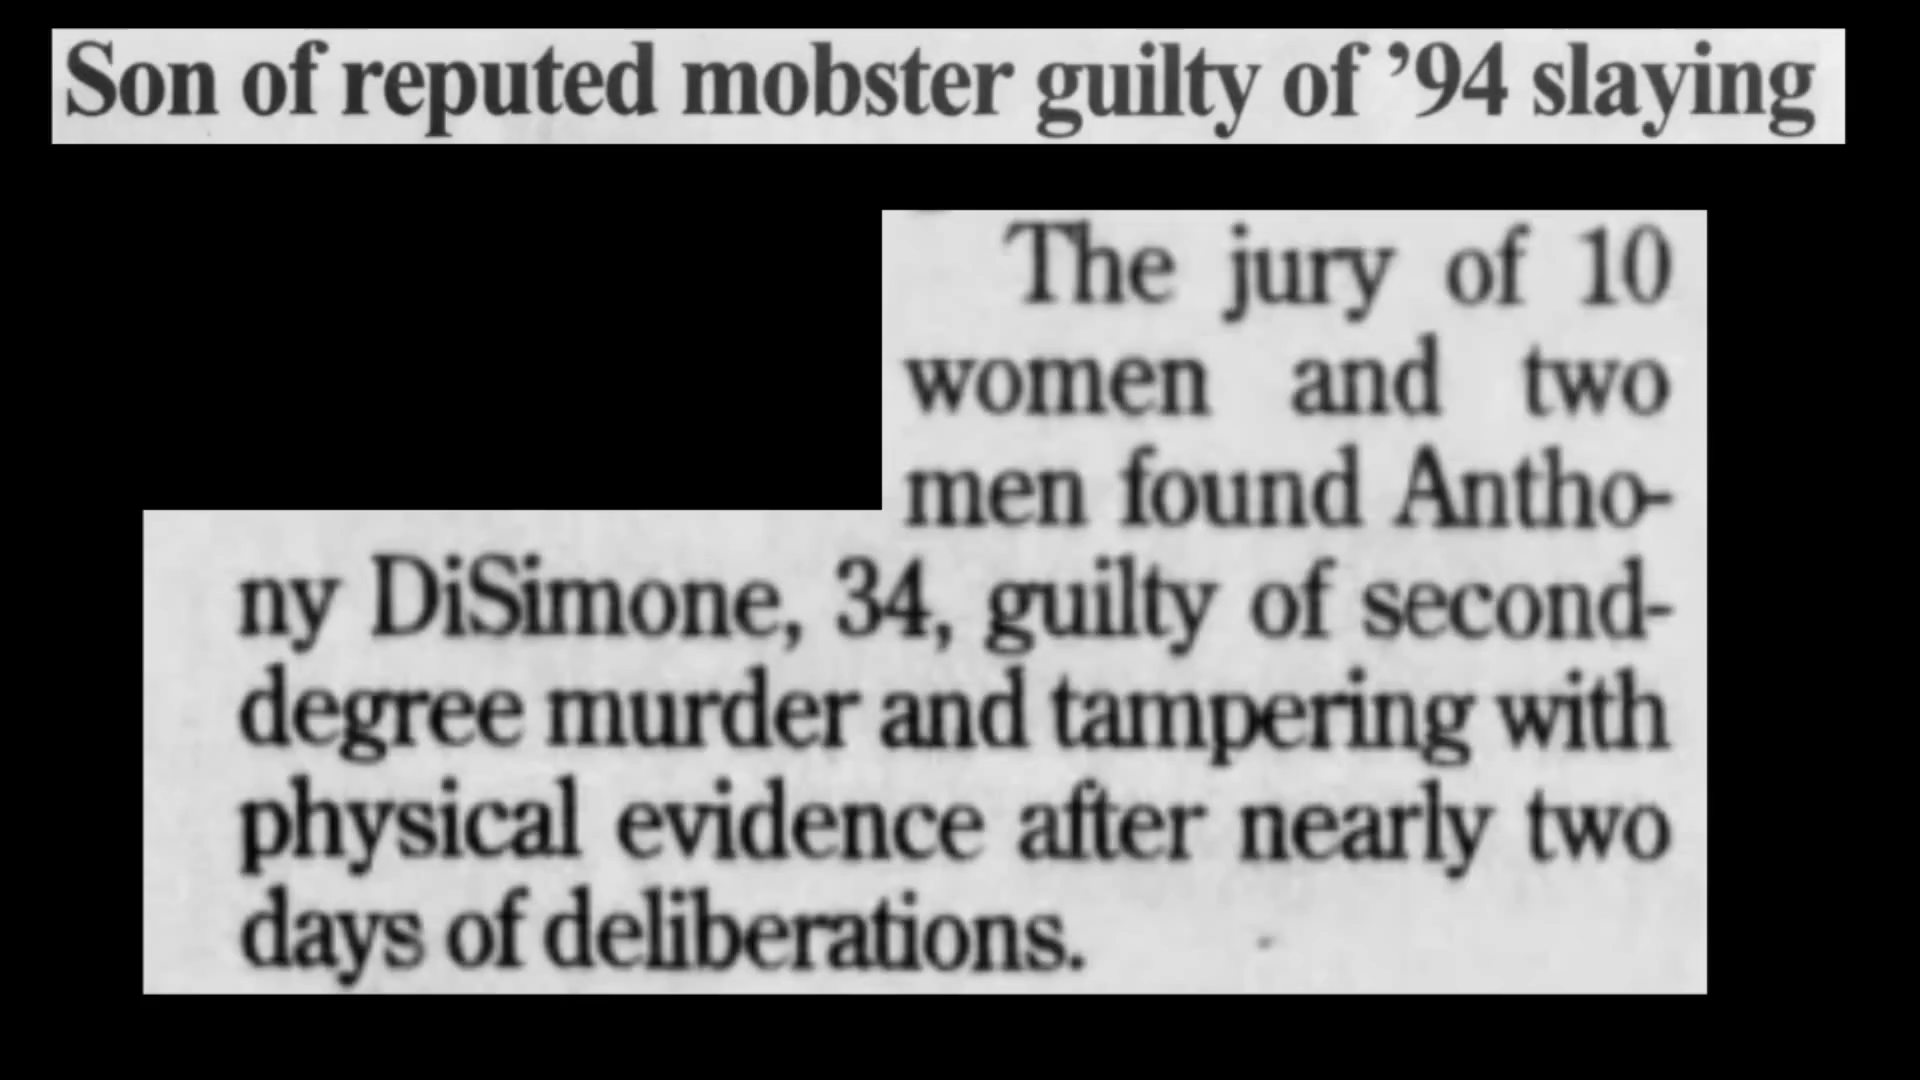 Son of reputed mobster guilty of ’94 slaying
The jury of 10
women and two
men found Antho-
ny DiSimone, 34, guilty of second-
degree murder and tampering with
physical evidence after nearly two
days of deliberations.